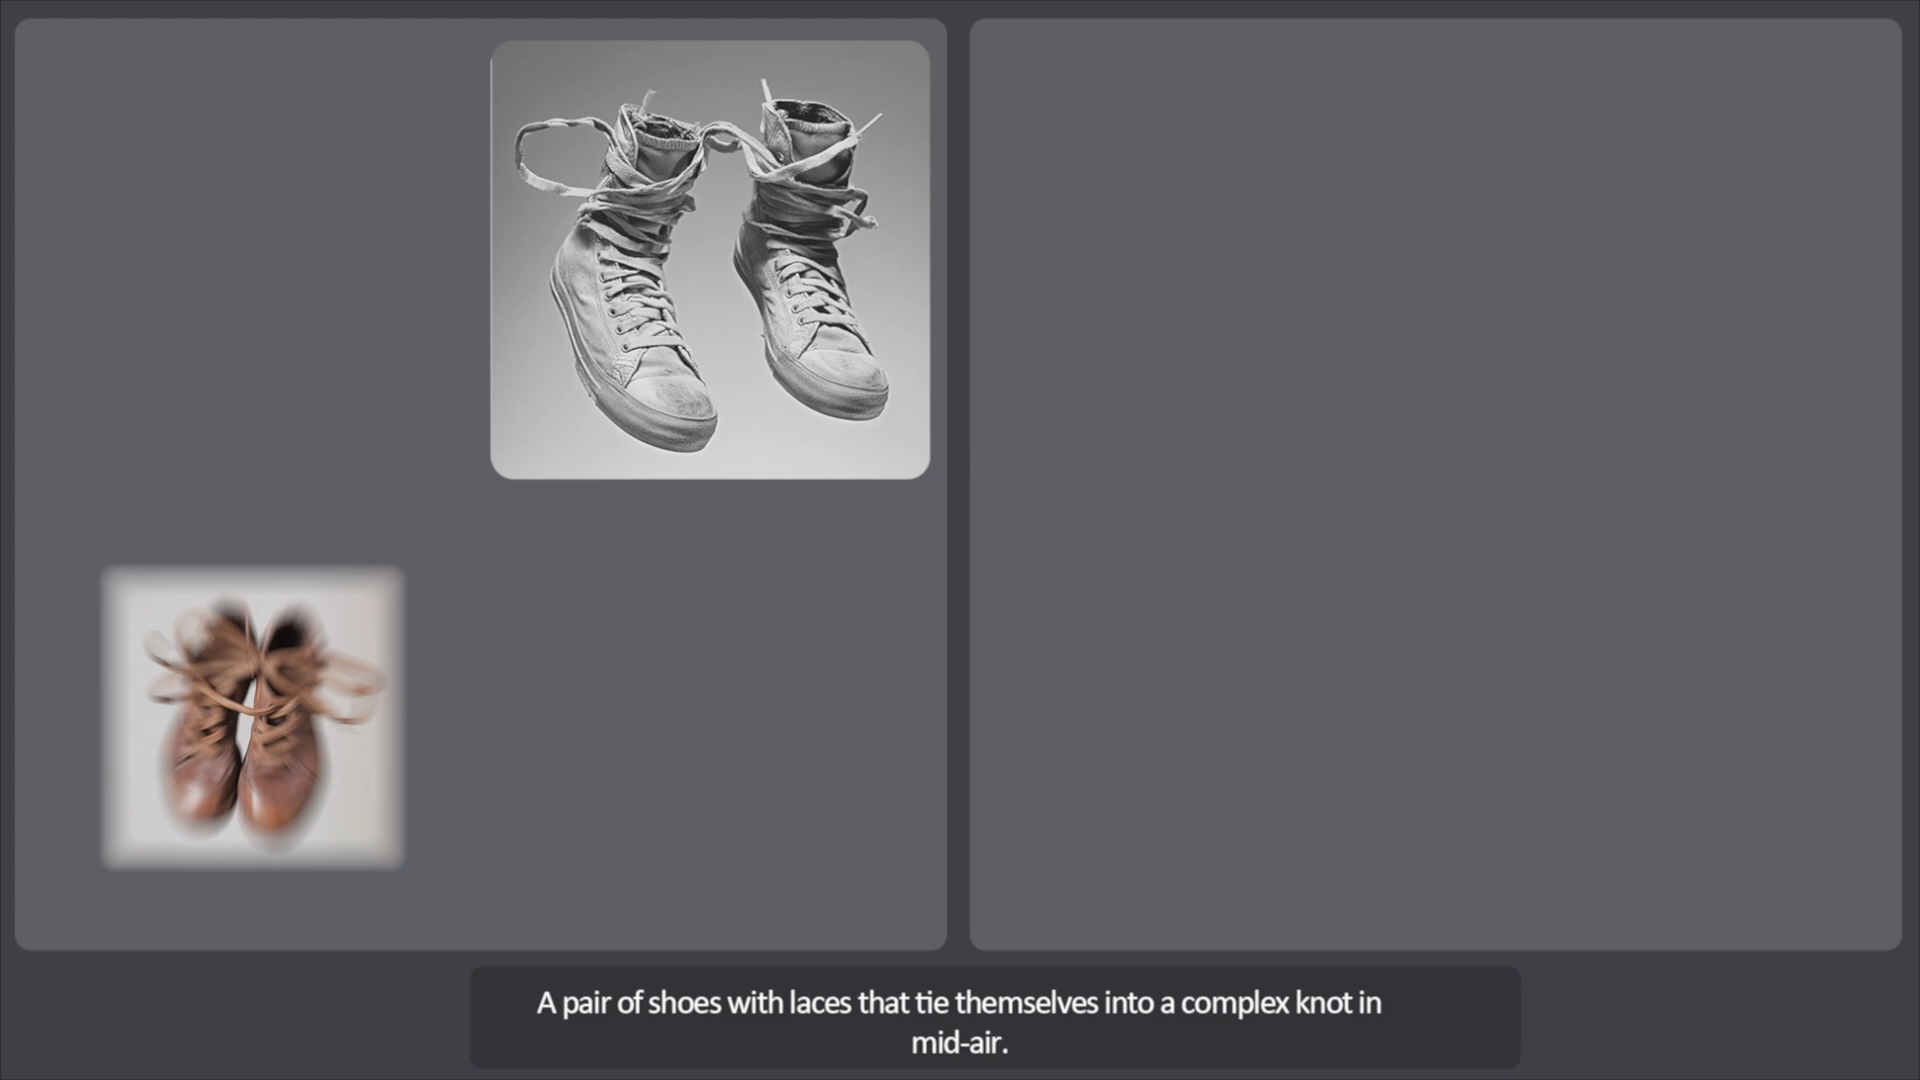 A pair of shoes with laces that tie themselves into a complex knot in
mid-air.